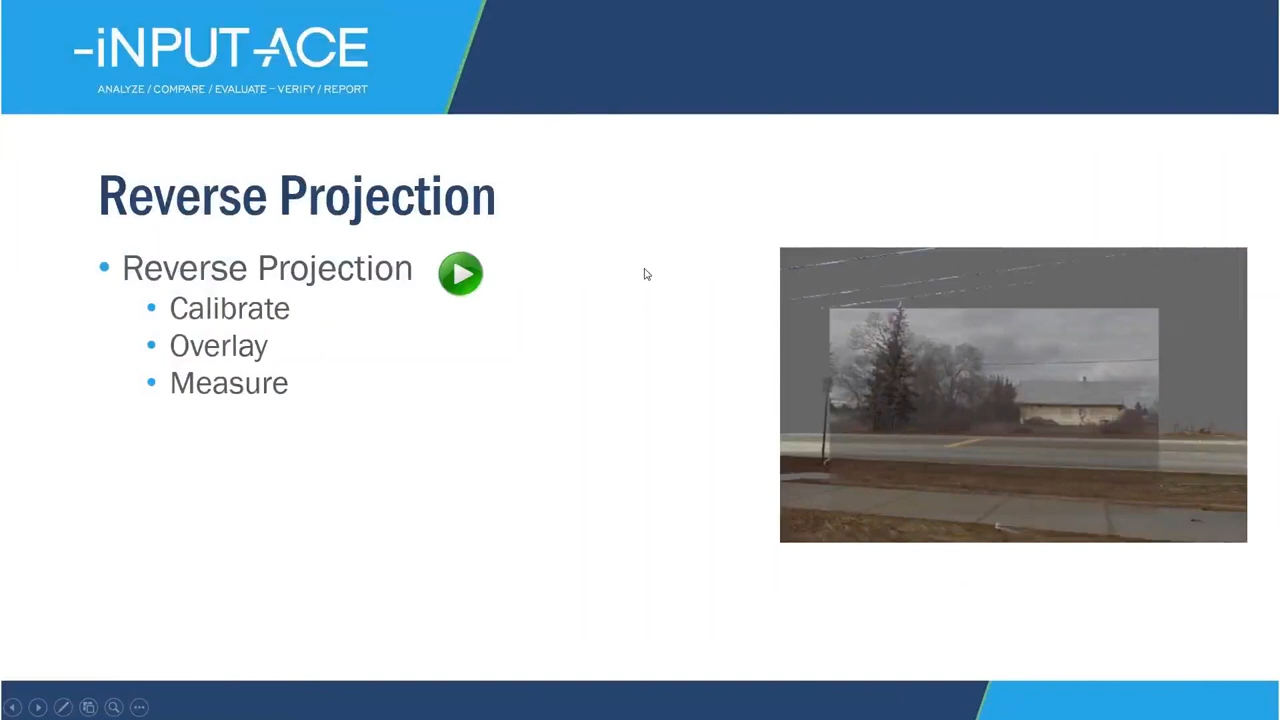 -iNPUT-ACE
ANALYZE / COMPARE / EVALUATE – VERIFY / REPORT
Reverse Projection
• Reverse Projection
• Calibrate
• Overlay
• Measure